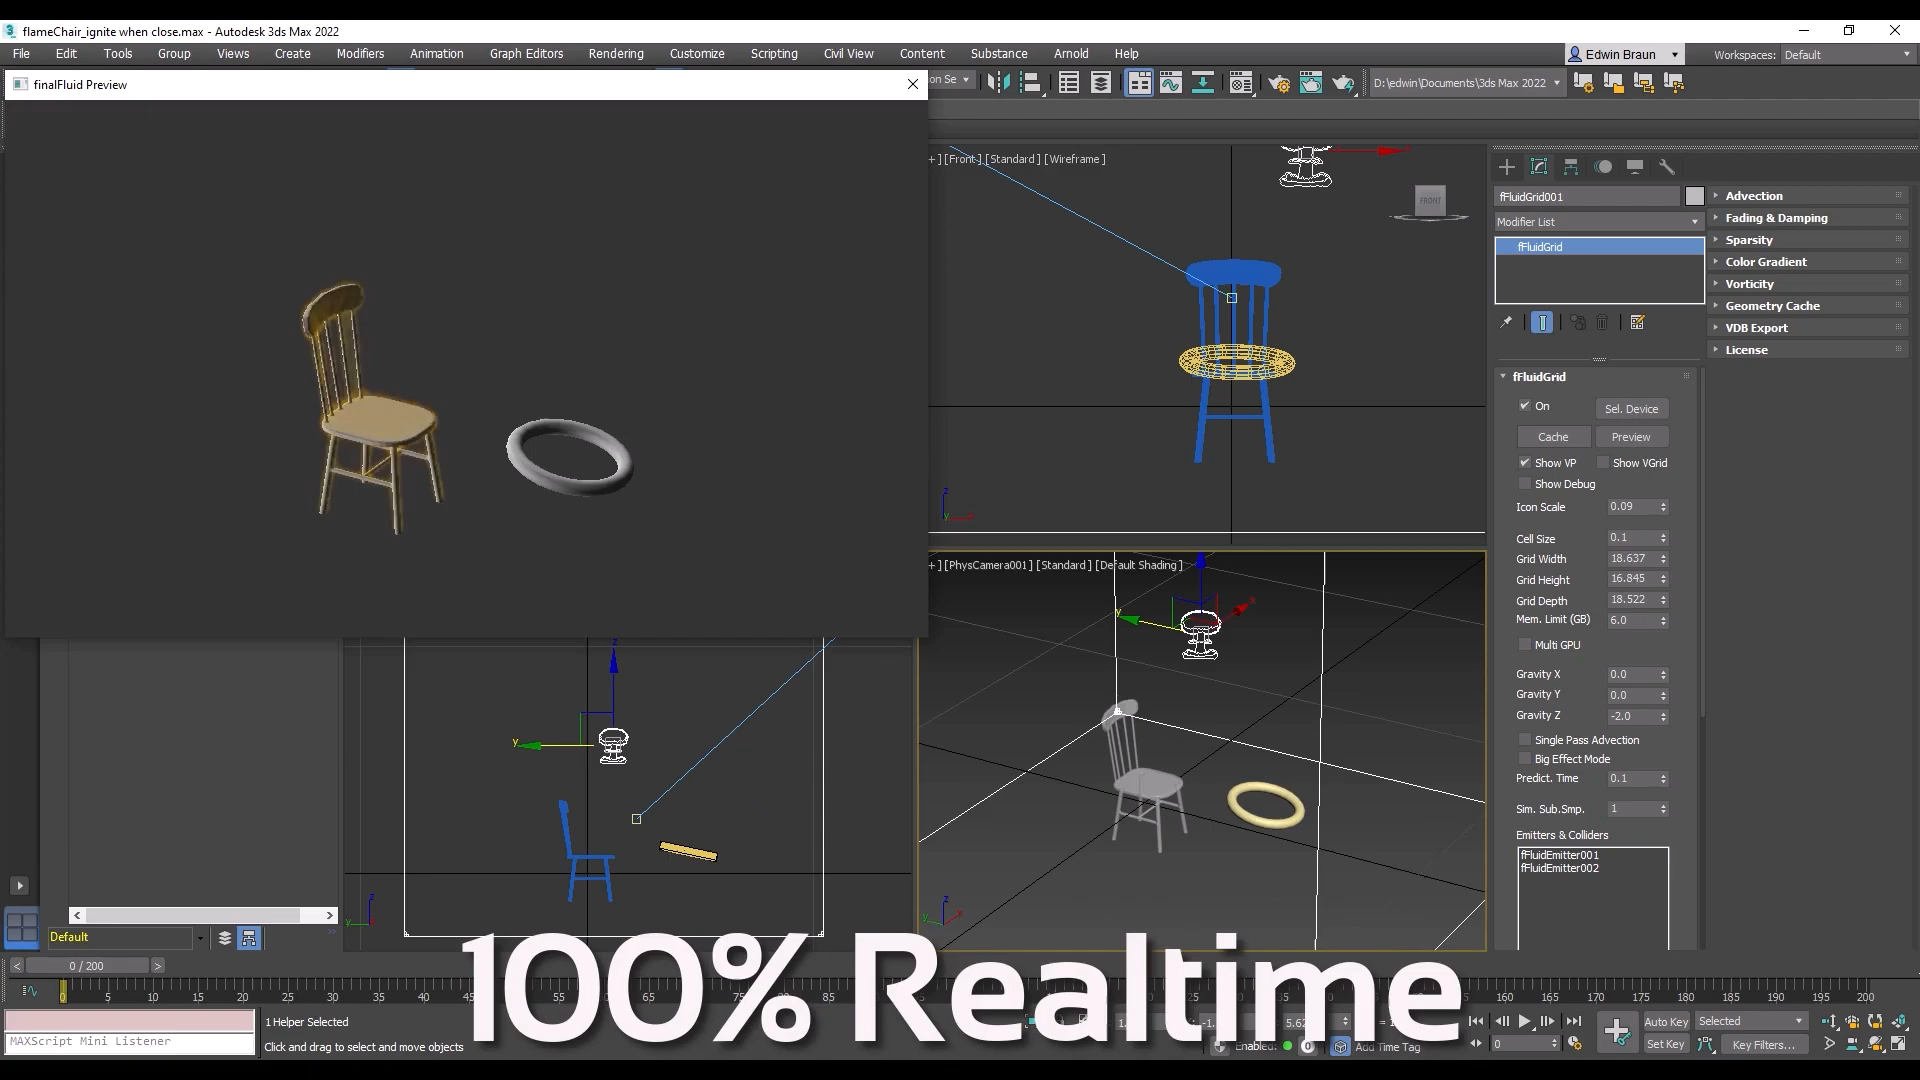 flameChair_ignite when close.max - Autodesk 3ds Max 2022
File Edit Tools Group Views Create Modifiers Animation Graph Editors Rendering Customize Scripting Civil View Content Substance Arnold Help
Edwin Braun
Workspaces: Default
finalFluid Preview
on Se
D:\edwin\Documents\3ds Max 2022
+ ] [Front ] [Standard ] [Wireframe ]
FRONT
fFluidGrid001
Modifier List
fFluidGrid
Advection
Fading & Damping
Sparsity
Color Gradient
Vorticity
Geometry Cache
VDB Export
License
fFluidGrid
On
Sel. Device
Cache
Preview
Show VP
Show VGrid
Show Debug
Icon Scale 0.09
Cell Size 0.1
Grid Width 18.637
Grid Height 16.845
Grid Depth 18.522
Mem. Limit (GB) 6.0
Multi GPU
Gravity X 0.0
Gravity Y 0.0
Gravity Z -2.0
Single Pass Advection
Big Effect Mode
Predict. Time 0.1
Sim. Sub.Smp. 1
Emitters & Colliders
fFluidEmitter001
fFluidEmitter002
+ ] [PhysCamera001 ] [Standard ] [Default Shading ]
z
y
x
Default
0 / 200
0 5 10 15 20 25 30 35 40 55 65 75 85 160 165 170 175 180 185 190 195 200
100% Realtime
1 Helper Selected
MAXScript Mini Listener
Click and drag to select and move objects
Enabled:
0
Add Time Tag
Auto Key
Selected
Set Key
Key Filters...
0